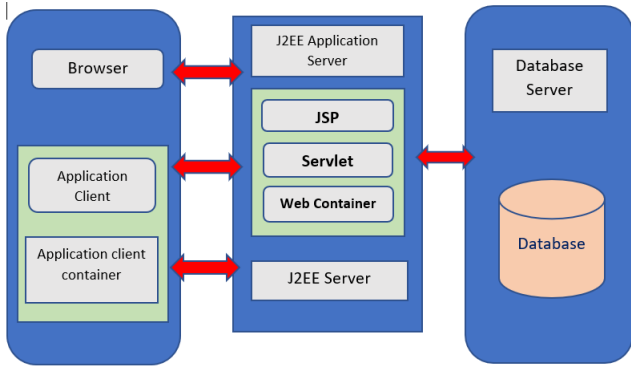 Browser
Application
Client
Application client
container
J2EE Application
Server
JSP
Servlet
Web Container
J2EE Server
Database
Server
Database